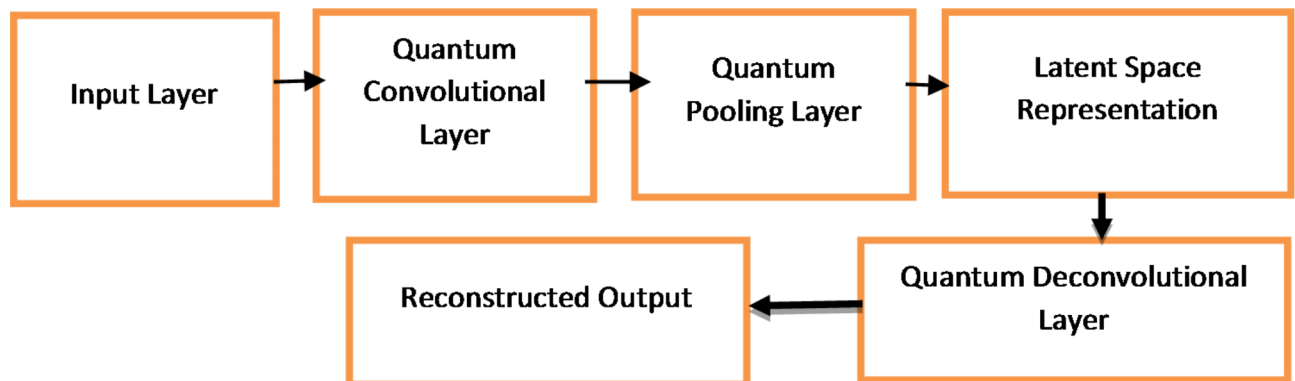 Input Layer
Quantum
Convolutional
Layer
Quantum
Pooling Layer
Latent Space
Representation
Quantum Deconvolutional
Layer
Reconstructed Output